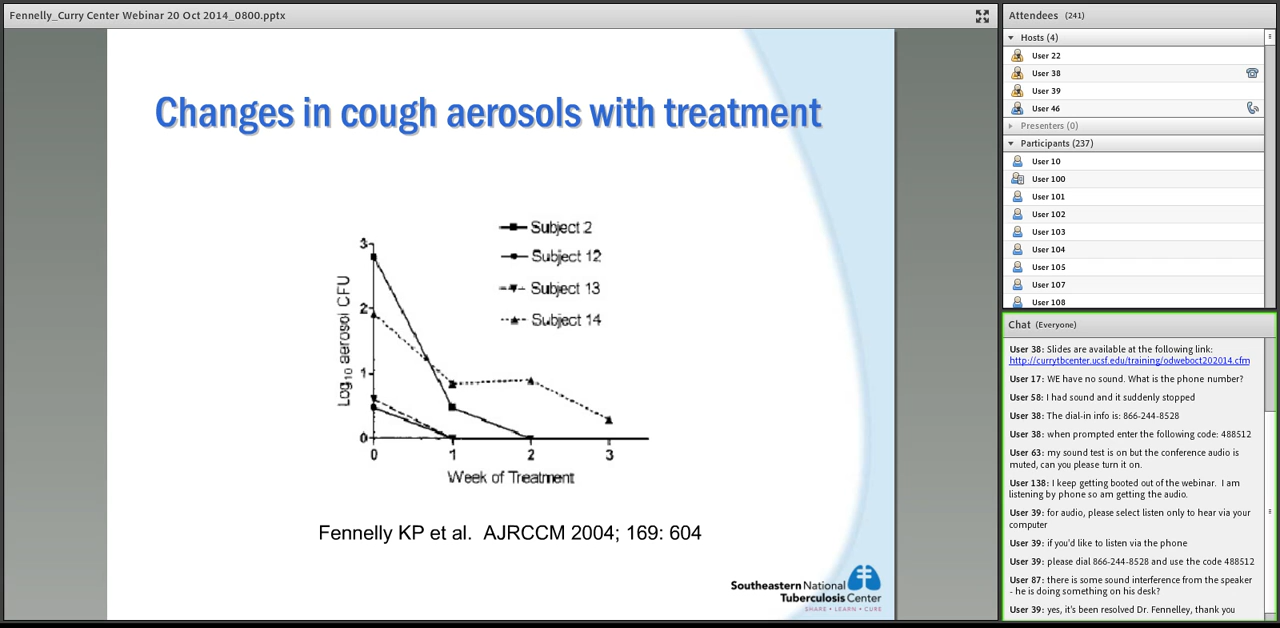 Fennelly_Curry Center Webinar 20 Oct 2014_0800.pptx
Changes in cough aerosols with treatment
Subject 2
Subject 12
Subject 13
Subject 14
Log10 aerosol CFU
3
2
1
0
0 1 2 3
Week of Treatment
Fennelly KP et al. AJRCCM 2004; 169: 604
Southeastern National
Tuberculosis Center
SHARE • LEARN • CURE
Attendees (241)
Hosts (4)
User 22
User 38
User 39
User 46
Presenters (0)
Participants (237)
User 10
User 100
User 101
User 102
User 103
User 104
User 105
User 107
User 108
Chat (Everyone)
User 38: Slides are available at the following link:
http://currytbcenter.ucsf.edu/training/odweboct202014.cfm
User 17: WE have no sound. What is the phone number?
User 58: I had sound and it suddenly stopped
User 38: The dial-in info is: 866-244-8528
User 38: when prompted enter the following code: 488512
User 63: my sound test is on but the conference audio is
muted, can you please turn it on.
User 138: I keep getting booted out of the webinar. I am
listening by phone so am getting the audio.
User 39: for audio, please select listen only to hear via your
computer
User 39: if you'd like to listen via the phone
User 39: please dial 866-244-8528 and use the code 488512
User 87: there is some sound interference from the speaker
- he is doing something on his desk?
User 39: yes, it's been resolved Dr. Fennelley, thank you